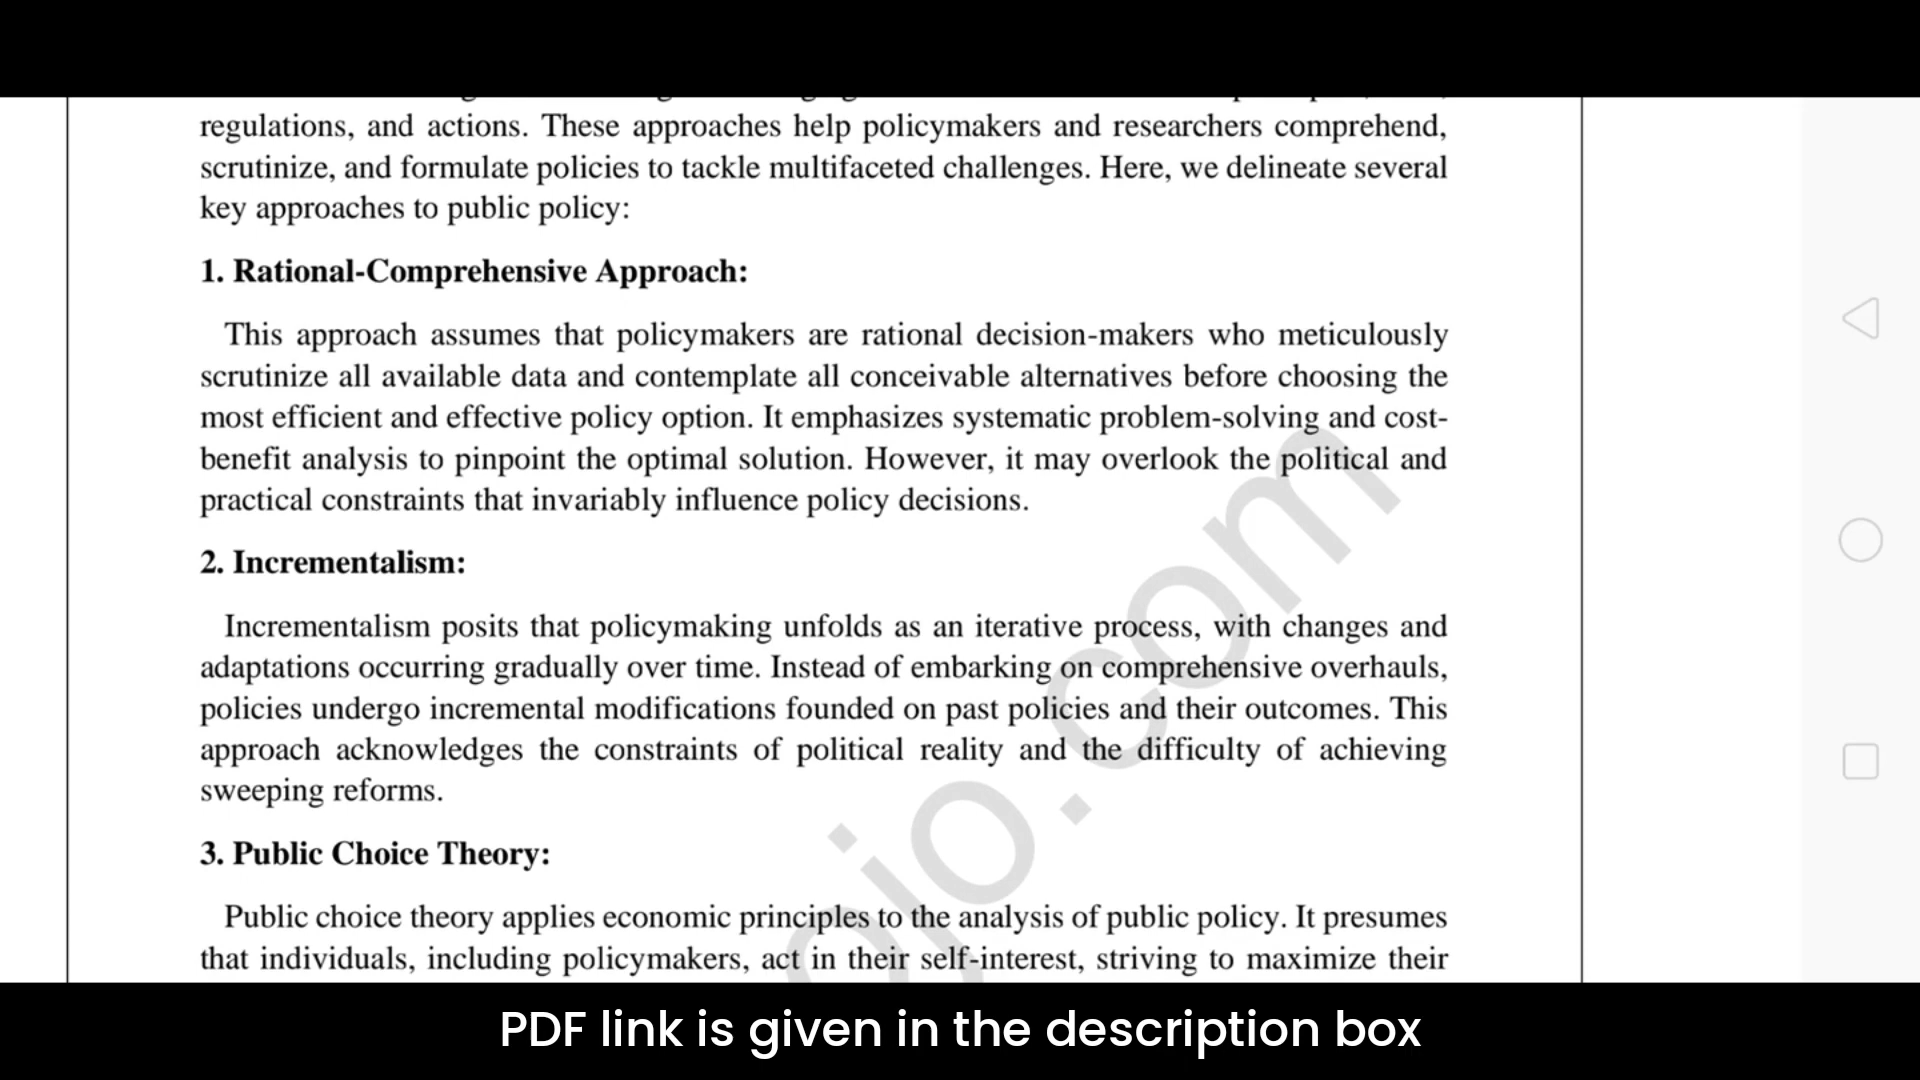 regulations, and actions. These approaches help policymakers and researchers comprehend,
scrutinize, and formulate policies to tackle multifaceted challenges. Here, we delineate several
key approaches to public policy:
1. Rational-Comprehensive Approach:
This approach assumes that policymakers are rational decision-makers who meticulously
scrutinize all available data and contemplate all conceivable alternatives before choosing the
most efficient and effective policy option. It emphasizes systematic problem-solving and cost-
benefit analysis to pinpoint the optimal solution. However, it may overlook the political and
practical constraints that invariably influence policy decisions.
2. Incrementalism:
Incrementalism posits that policymaking unfolds as an iterative process, with changes and
adaptations occurring gradually over time. Instead of embarking on comprehensive overhauls,
policies undergo incremental modifications founded on past policies and their outcomes. This
approach acknowledges the constraints of political reality and the difficulty of achieving
sweeping reforms.
3. Public Choice Theory:
Public choice theory applies economic principles to the analysis of public policy. It presumes
that individuals, including policymakers, act in their self-interest, striving to maximize their
ojo.com
PDF link is given in the description box